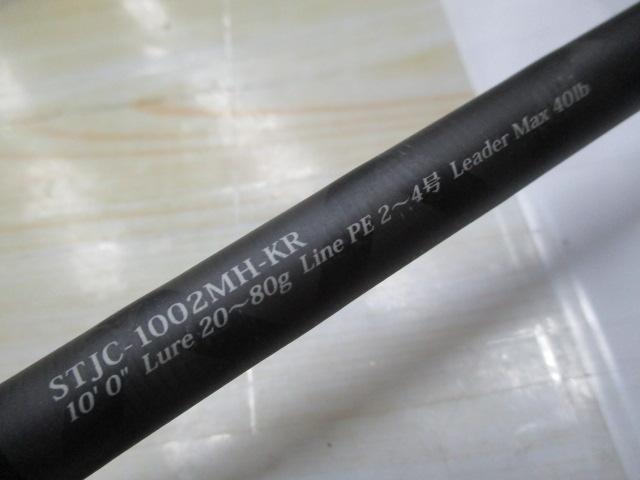 STJC-1002MH-KR
10' 0" Lure 20～80g Line PE 2～4号 Leader Max 40lb